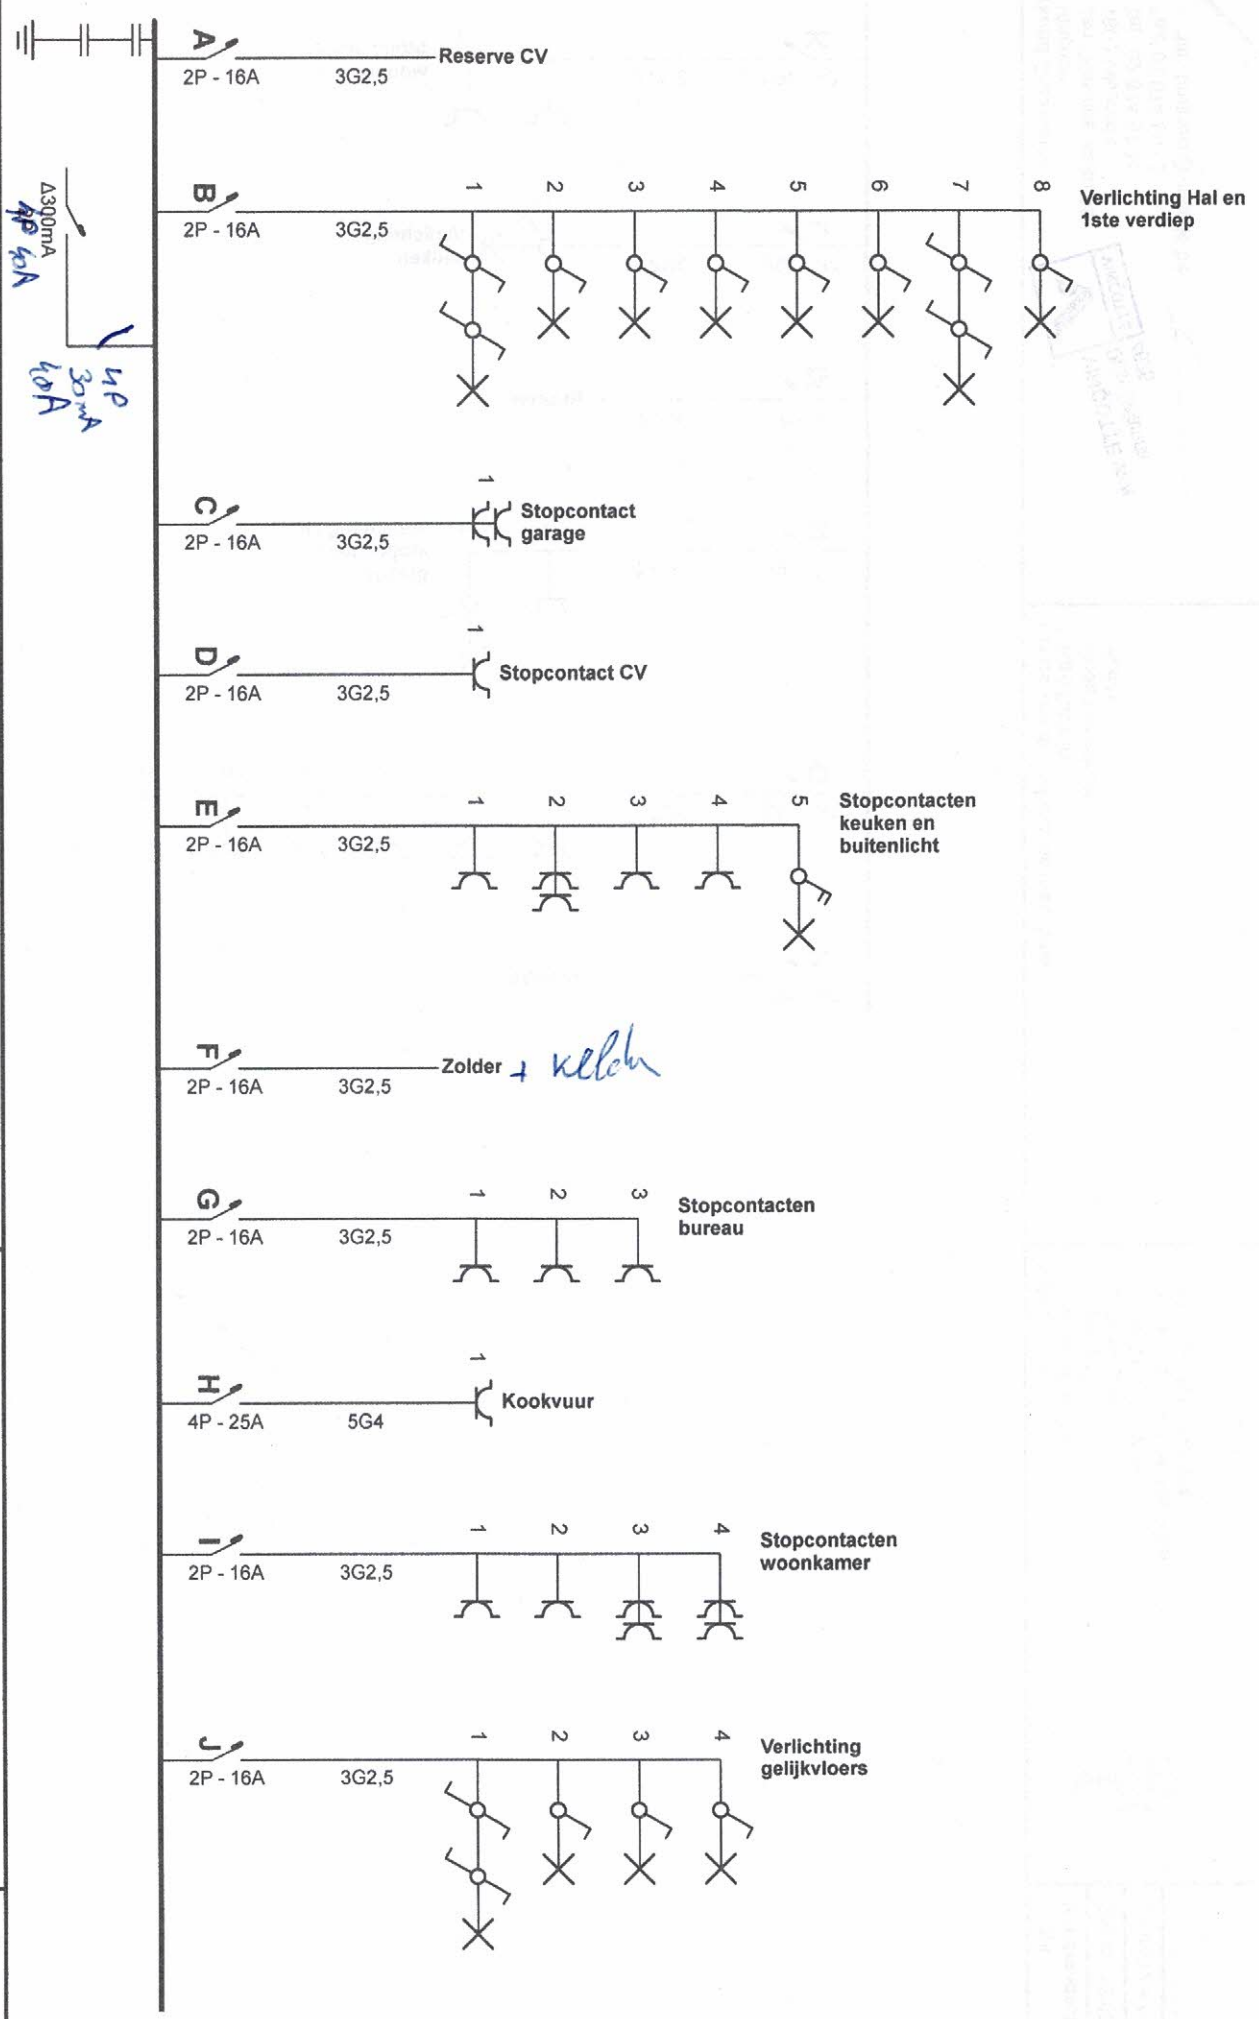 A
2P - 16A
3G2,5
Reserve CV
B
2P - 16A
3G2,5
1 2 3 4 5 6 7 8
Verlichting Hal en
1ste verdiep
Δ300mA
4P 40A
4P
30mA
40A
C
2P - 16A
3G2,5
1
Stopcontact
garage
D
2P - 16A
3G2,5
1
Stopcontact CV
E
2P - 16A
3G2,5
1 2 3 4 5
Stopcontacten
keuken en
buitenlicht
F
2P - 16A
3G2,5
Zolder + kelder
G
2P - 16A
3G2,5
1 2 3
Stopcontacten
bureau
H
4P - 25A
5G4
1
Kookvuur
I
2P - 16A
3G2,5
1 2 3 4
Stopcontacten
woonkamer
J
2P - 16A
3G2,5
1 2 3 4
Verlichting
gelijkvloers